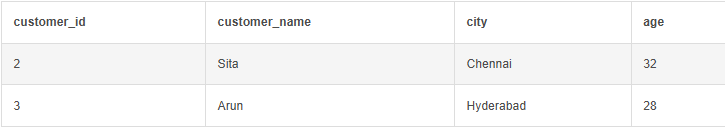 customer_id customer_name city age
2 Sita Chennai 32
3 Arun Hyderabad 28